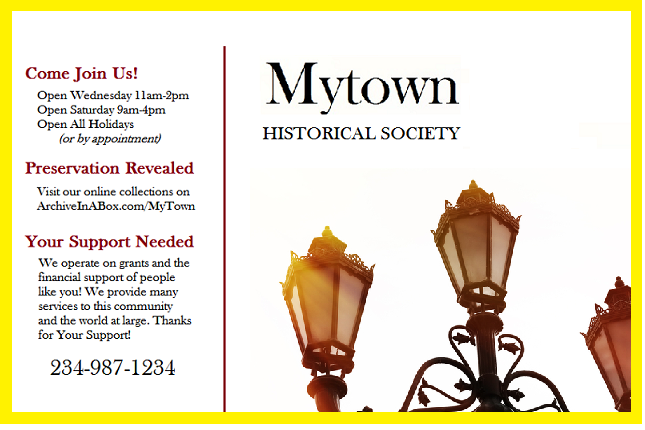 Come Join Us!
Open Wednesday 11am-2pm
Open Saturday 9am-4pm
Open All Holidays
(or by appointment)
Preservation Revealed
Visit our online collections on
ArchiveInABox.com/MyTown
Your Support Needed
We operate on grants and the
financial support of people
like you! We provide many
services to this community
and the world at large. Thanks
for Your Support!
234-987-1234
Mytown
HISTORICAL SOCIETY